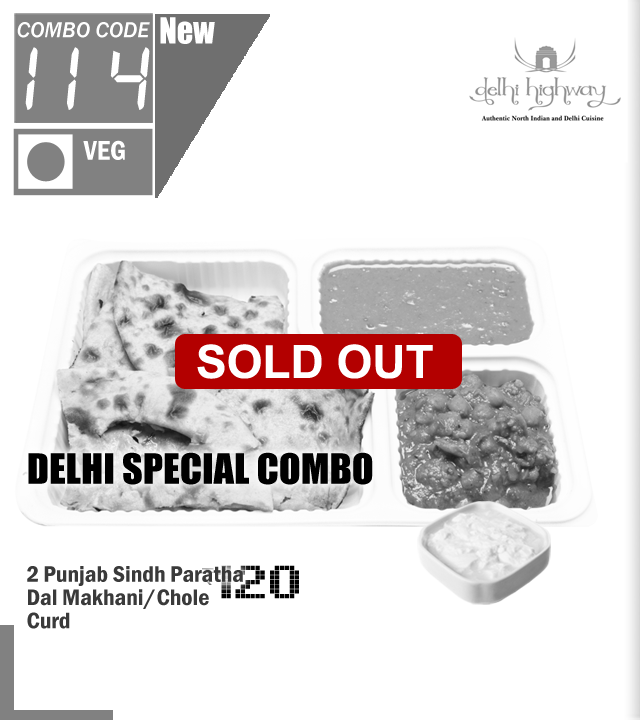 COMBO CODE
114
New
VEG
delhi highway
Authentic North Indian and Delhi Cuisine
SOLD OUT
DELHI SPECIAL COMBO
2 Punjab Sindh Paratha
₹120
Dal Makhani/Chole
Curd